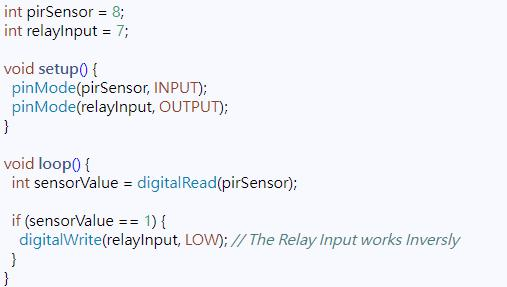 int pirSensor = 8;
int relayInput = 7;
void setup() {
pinMode(pirSensor, INPUT);
pinMode(relayInput, OUTPUT);
}
void loop() {
int sensorValue = digitalRead(pirSensor);
if (sensorValue == 1) {
digitalWrite(relayInput, LOW); // The Relay Input works Inversly
}
}